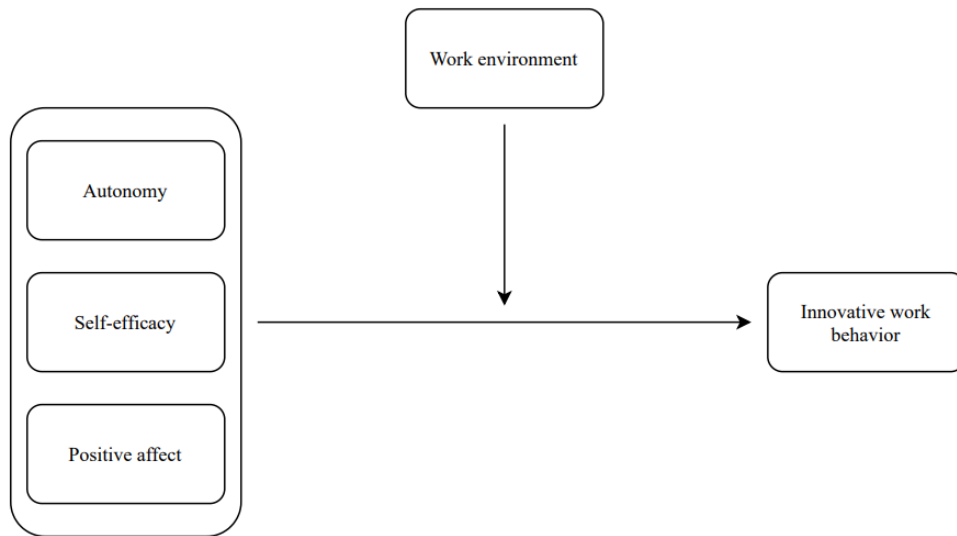 Work environment
Autonomy
Self-efficacy
Positive affect
Innovative work
behavior